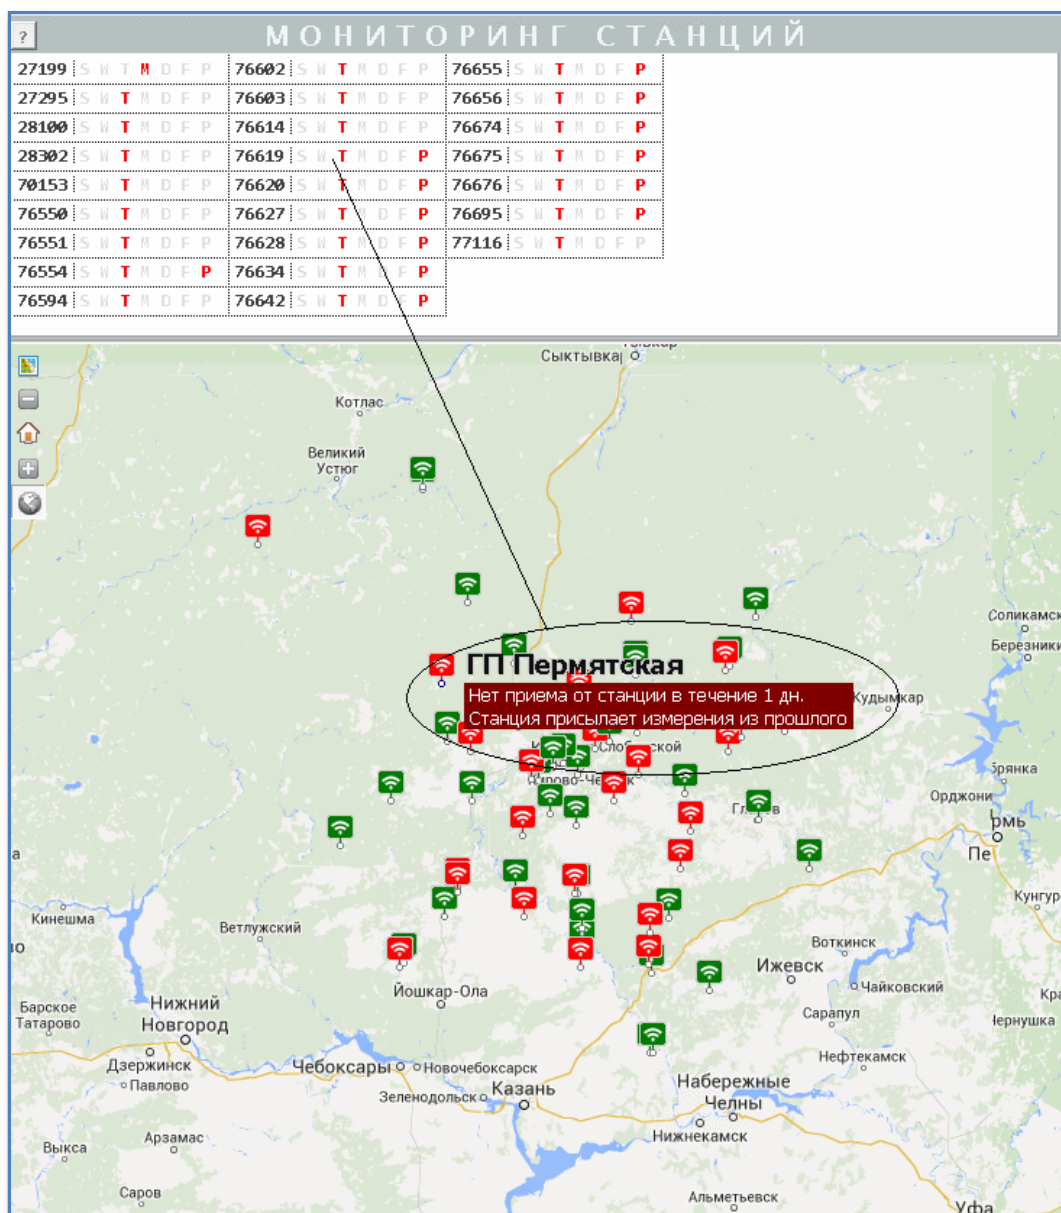 ? МОНИТОРИНГ СТАНЦИЙ
27199 S W T M D F P 76602 S W T M D F P 76655 S W T M D F P
27295 S W T M D F P 76603 S W T M D F P 76656 S W T M D F P
28100 S W T M D F P 76614 S W T M D F P 76674 S W T M D F P
28302 S W T M D F P 76619 S W T M D F P 76675 S W T M D F P
70153 S W T M D F P 76620 S W T M D F P 76676 S W T M D F P
76550 S W T M D F P 76627 S W T M D F P 76695 S W T M D F P
76551 S W T M D F P 76628 S W T M D F P 77116 S W T M D F P
76554 S W T M D F P 76634 S W T M D F P
76594 S W T M D F P 76642 S W T M D F P
Сыктывка
Котлас
Великий
Устюг
Соликамск
Березники
ГП Пермятская
Нет приема от станции в течение 1 дн.
Станция присылает измерения из прошлого
Кудымкар
Орджони
Пе
рмь
Кунгур
Кинешма
Ветлужский
Воткинск
Ижевск
Чайковский
Йошкар-Ола
Барское
Татарово
Нижний
Новгород
Сарапул
Нефтекамск
Дзержинск
Павлово
Чебоксары
Новочебоксарск
Зеленодольск
Казань
Набережные
Челны
Нижнекамск
Выкса
Арзамас
Саров
Альметьевск
Уфа